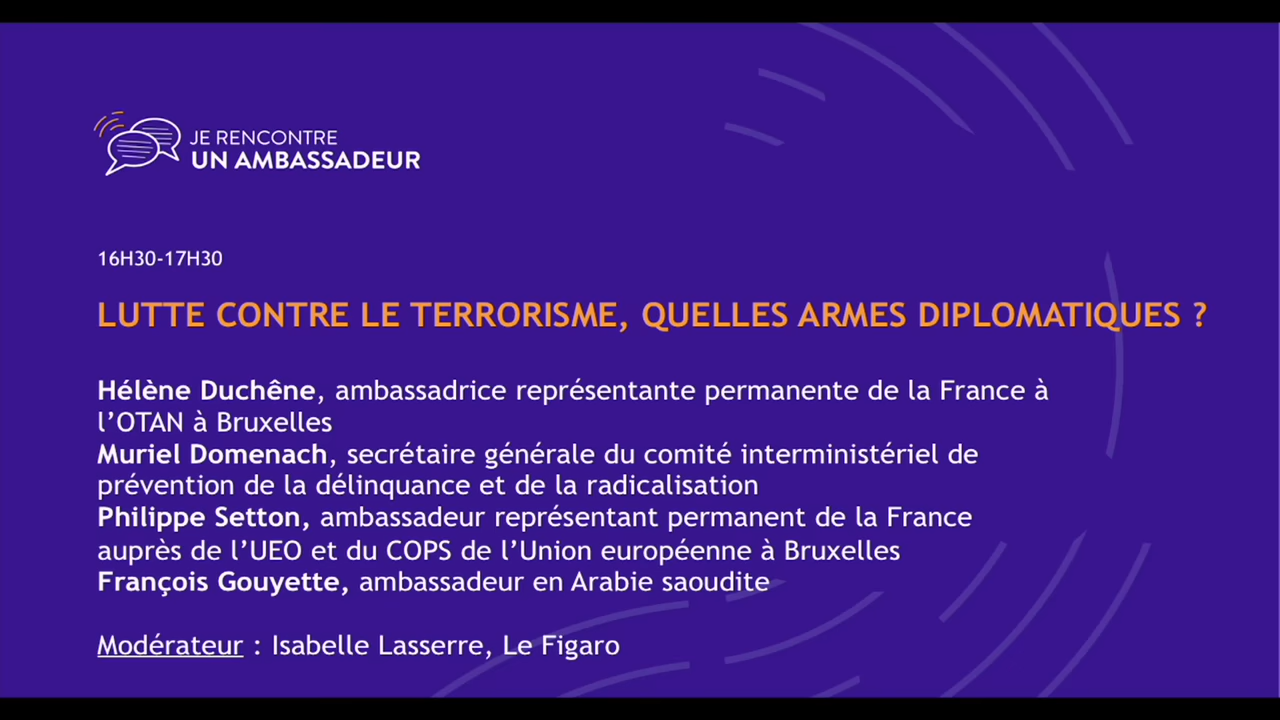 JE RENCONTRE
UN AMBASSADEUR
16H30-17H30
LUTTE CONTRE LE TERRORISME, QUELLES ARMES DIPLOMATIQUES ?
Hélène Duchêne, ambassadrice représentante permanente de la France à
l’OTAN à Bruxelles
Muriel Domenach, secrétaire générale du comité interministériel de
prévention de la délinquance et de la radicalisation
Philippe Setton, ambassadeur représentant permanent de la France
auprès de l’UEO et du COPS de l’Union européenne à Bruxelles
François Gouyette, ambassadeur en Arabie saoudite
Modérateur : Isabelle Lasserre, Le Figaro